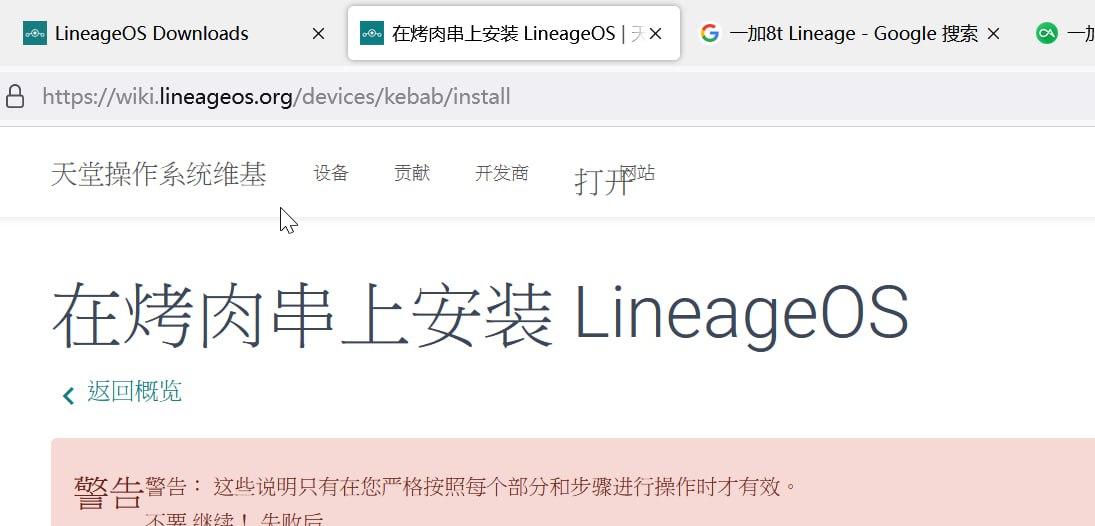 LineageOS Downloads
在烤肉串上安装 LineageOS | 天
一加8t Lineage - Google 搜索
一加
https://wiki.lineageos.org/devices/kebab/install
天堂操作系统维基
设备
贡献
开发商
打开
网站
在烤肉串上安装 LineageOS
返回概览
警告
警告： 这些说明只有在您严格按照每个部分和步骤进行操作时才有效。
不要 继续！ 失败后